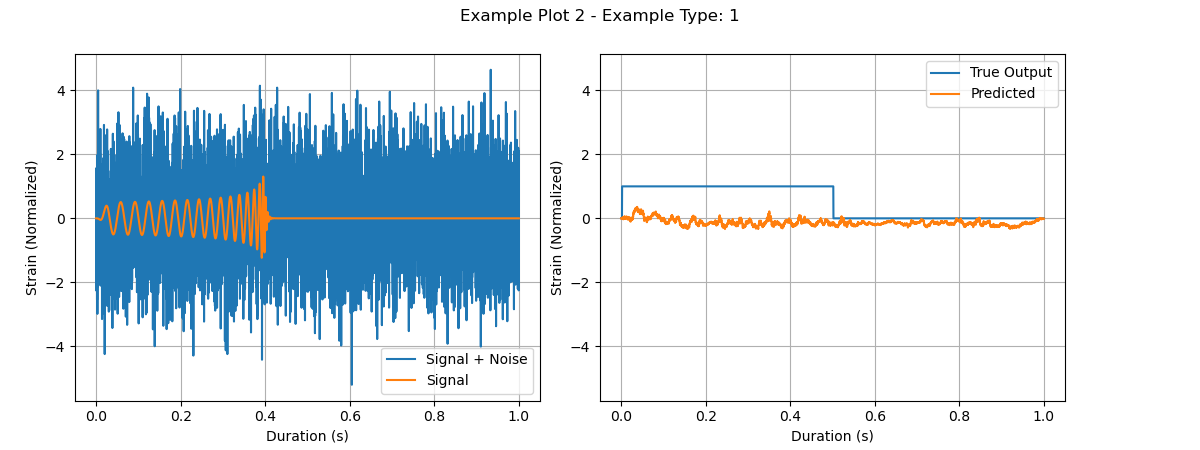 Example Plot 2 - Example Type: 1
Strain (Normalized)
4
2
0
−2
−4
0.0 0.2 0.4 0.6 0.8 1.0
Duration (s)
Signal + Noise
Signal
Strain (Normalized)
4
2
0
−2
−4
0.0 0.2 0.4 0.6 0.8 1.0
Duration (s)
True Output
Predicted